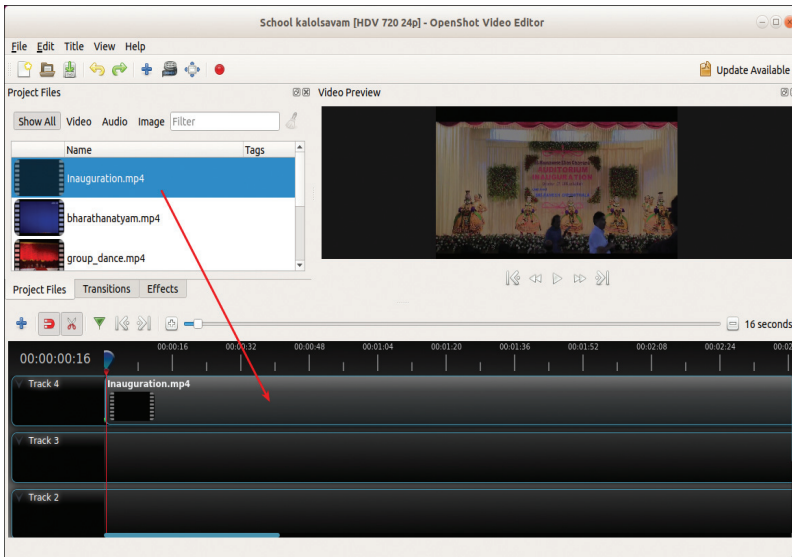 School kalolsavam [HDV 720 24p] - OpenShot Video Editor
File Edit Title View Help
Update Available
Project Files
Video Preview
Show All Video Audio Image Filter
Name Tags
Inauguration.mp4
bharathanatyam.mp4
group_dance.mp4
AUDITORIUM
INAUGURATION
Project Files Transitions Effects
16 seconds
00:00:00:16
00:00:16 00:00:32 00:00:48 00:01:04 00:01:20 00:01:36 00:01:52 00:02:08 00:02:24
Track 4
Inauguration.mp4
Track 3
Track 2